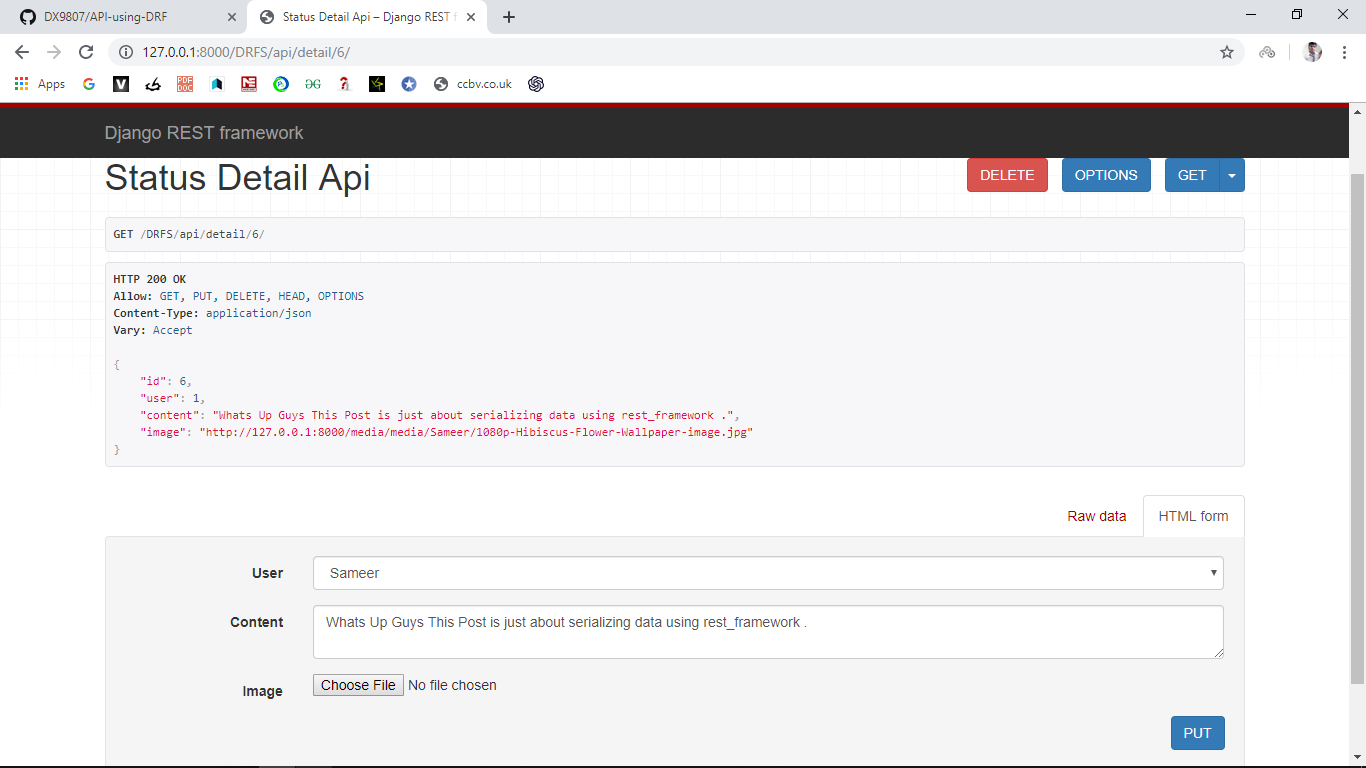 DX9807/API-using-DRF
Status Detail Api – Django REST f
127.0.0.1:8000/DRFS/api/detail/6/
Apps
ccbv.co.uk
Django REST framework
Status Detail Api
DELETE
OPTIONS
GET
GET /DRFS/api/detail/6/
HTTP 200 OK
Allow: GET, PUT, DELETE, HEAD, OPTIONS
Content-Type: application/json
Vary: Accept
{
"id": 6,
"user": 1,
"content": "Whats Up Guys This Post is just about serializing data using rest_framework .",
"image": "http://127.0.0.1:8000/media/media/Sameer/1080p-Hibiscus-Flower-Wallpaper-image.jpg"
}
Raw data
HTML form
User
Sameer
Content
Whats Up Guys This Post is just about serializing data using rest_framework .
Image
Choose File No file chosen
PUT